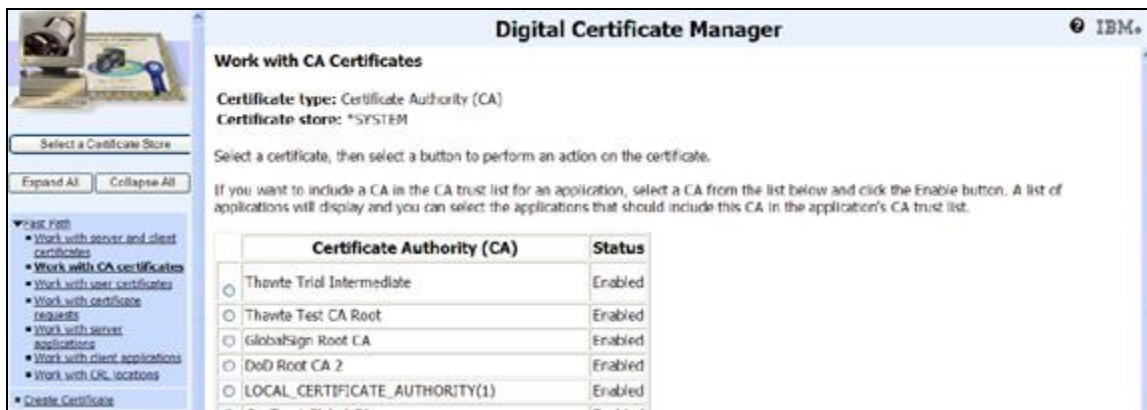 Digital Certificate Manager
IBM
Select a Certificate Store
Expand All
Collapse All
Fast Path
Work with server and client
certificates
Work with CA certificates
Work with user certificates
Work with certificate
requests
Work with server
applications
Work with client applications
Work with CRL locations
Create Certificate
Work with CA Certificates
Certificate type: Certificate Authority (CA)
Certificate store: *SYSTEM
Select a certificate, then select a button to perform an action on the certificate.
If you want to include a CA in the CA trust list for an application, select a CA from the list below and click the Enable button. A list of
applications will display and you can select the applications that should include this CA in the application's CA trust list.
Certificate Authority (CA) Status
Thawte Trial Intermediate Enabled
Thawte Test CA Root Enabled
GlobalSign Root CA Enabled
DoD Root CA 2 Enabled
LOCAL_CERTIFICATE_AUTHORITY(1) Enabled